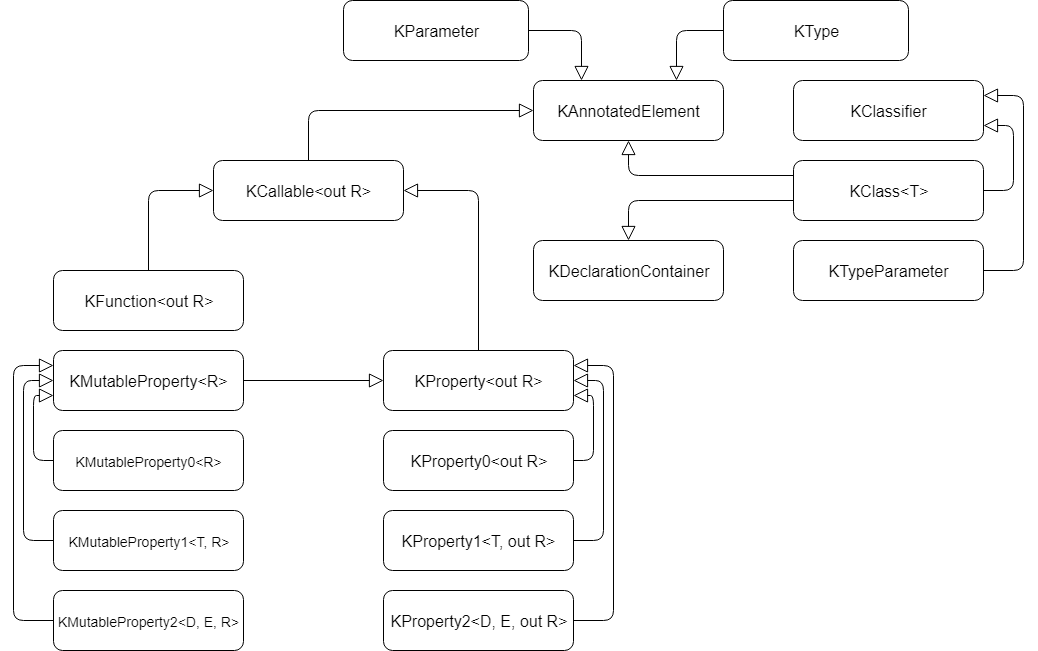 KParameter
KType
KAnnotatedElement
KClassifier
KCallable<out R>
KClass<T>
KDeclarationContainer
KTypeParameter
KFunction<out R>
KMutableProperty<R>
KProperty<out R>
KMutableProperty0<R>
KProperty0<out R>
KMutableProperty1<T, R>
KProperty1<T, out R>
KMutableProperty2<D, E, R>
KProperty2<D, E, out R>